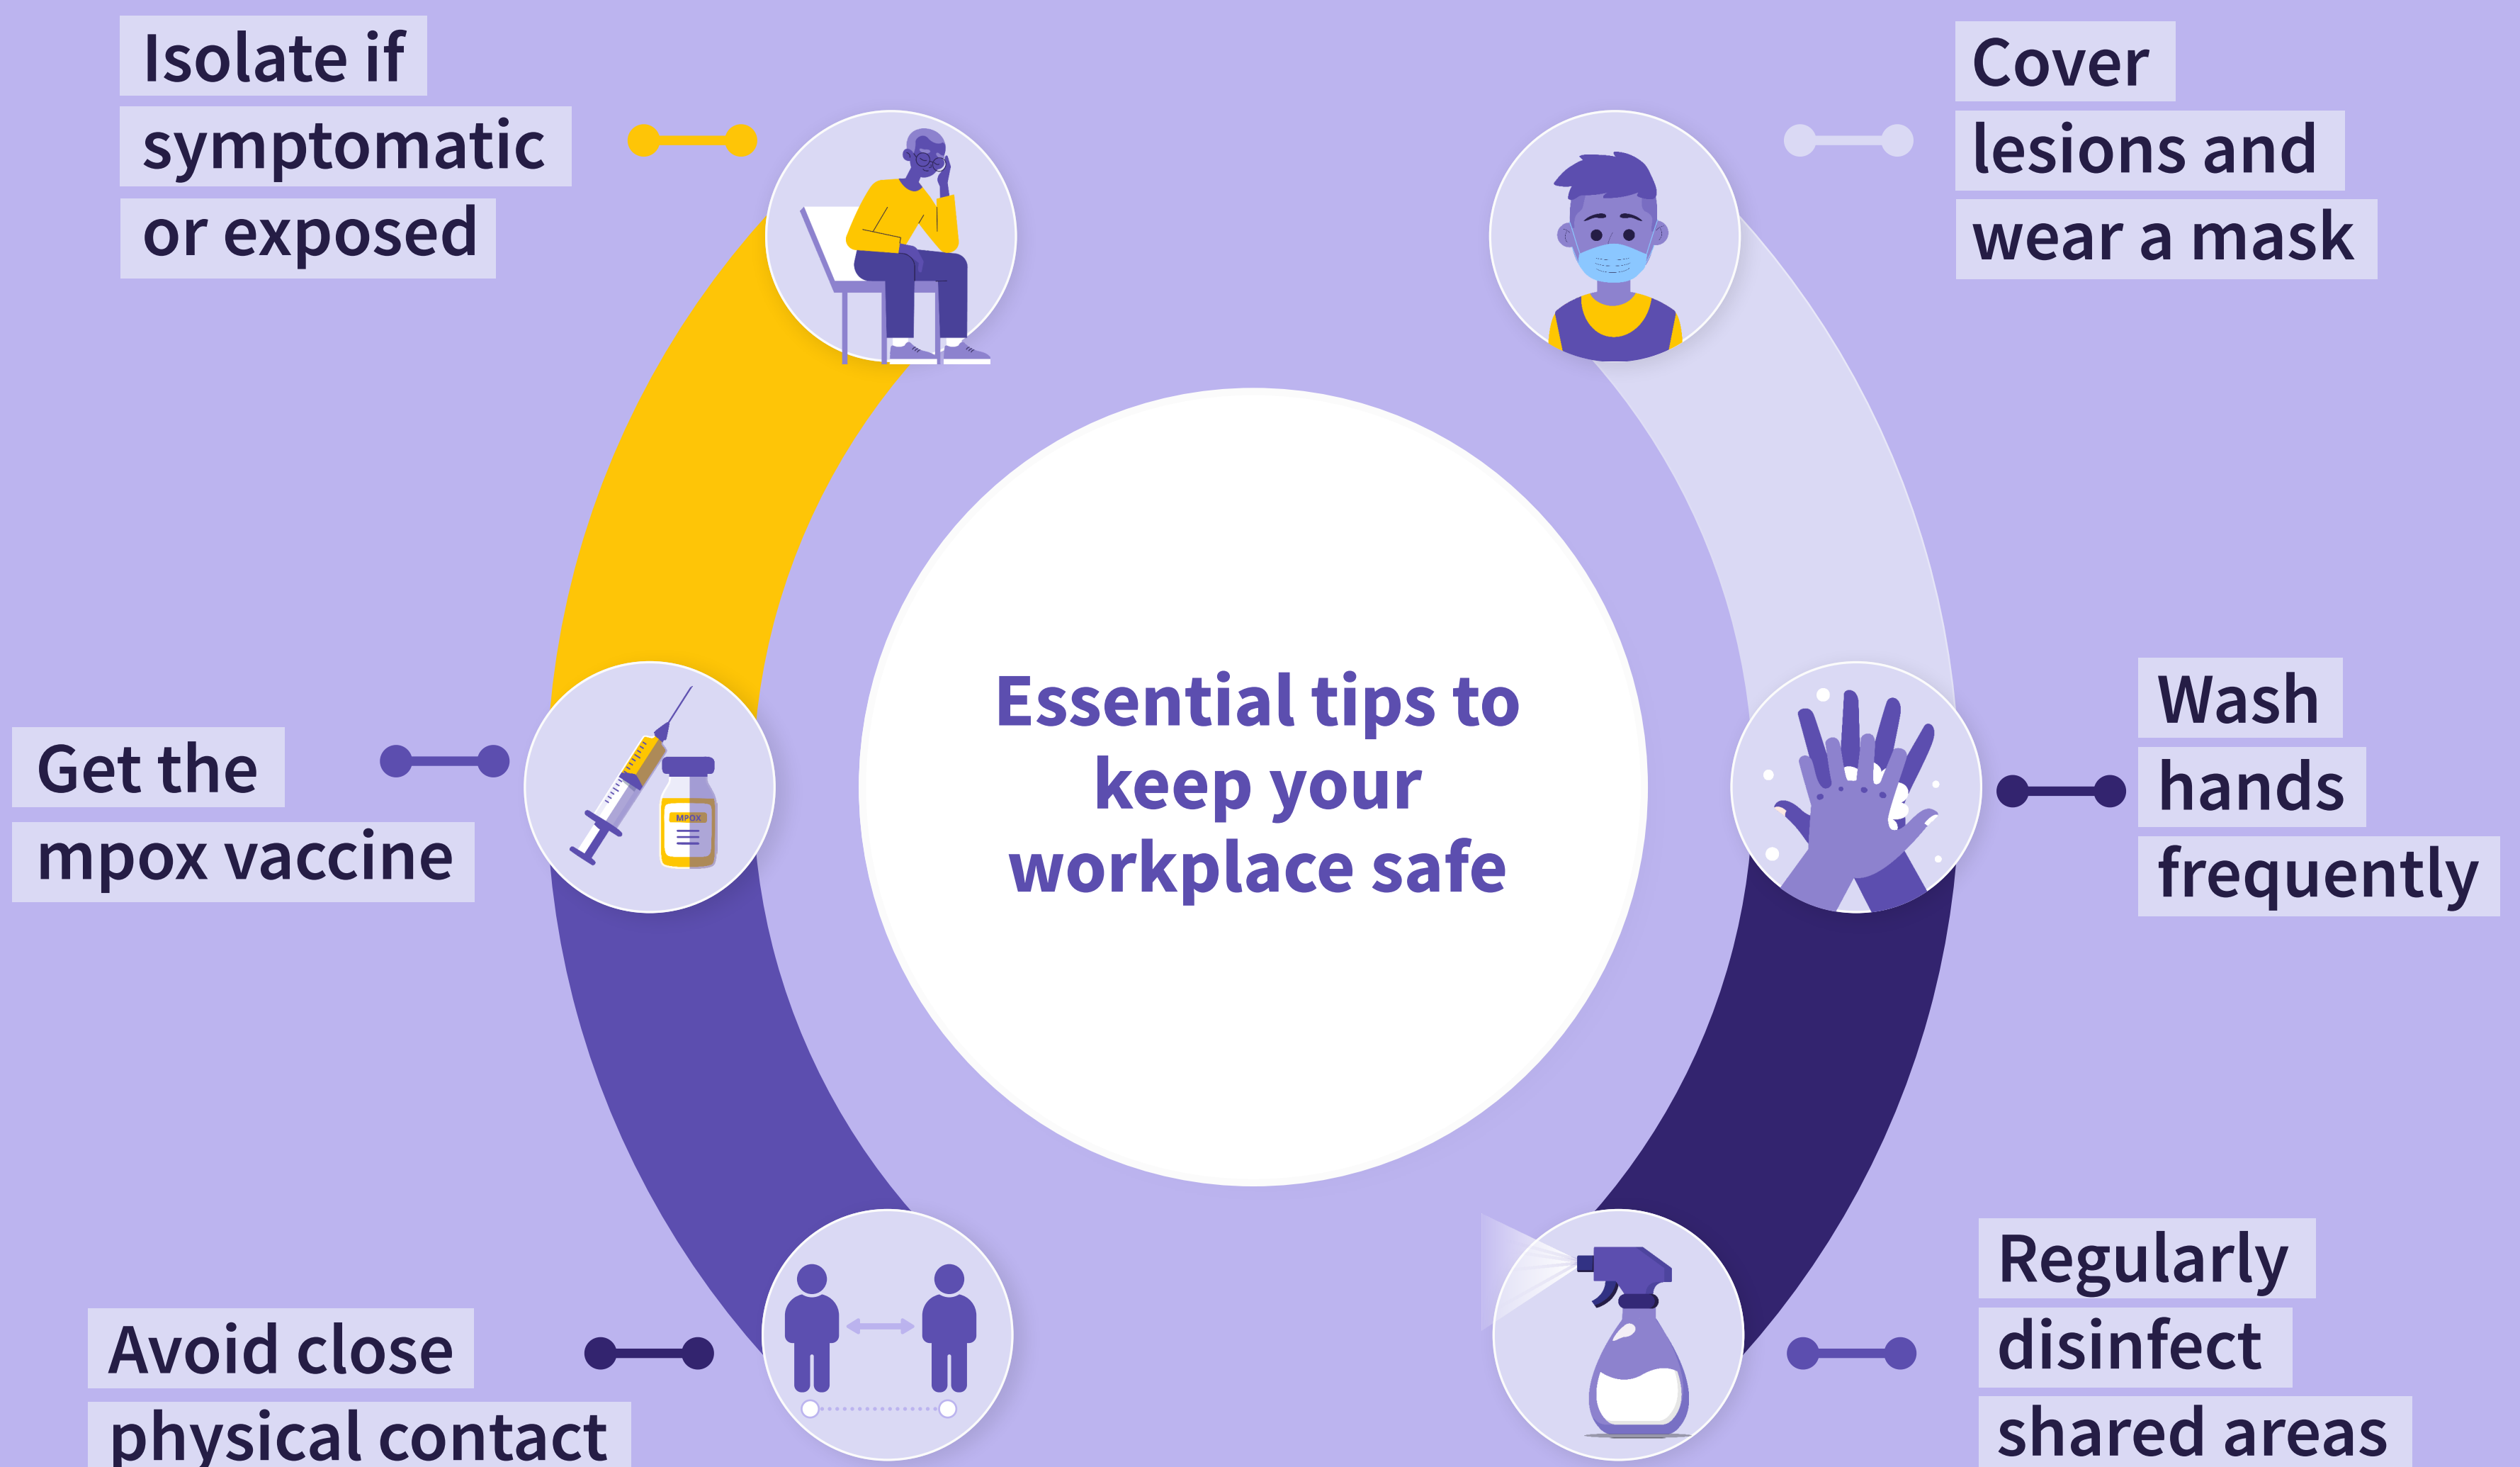 Isolate if
symptomatic
or exposed
Cover
lesions and
wear a mask
Get the
mpox vaccine
MPOX
Essential tips to
keep your
workplace safe
Wash
hands
frequently
Avoid close
physical contact
Regularly
disinfect
shared areas